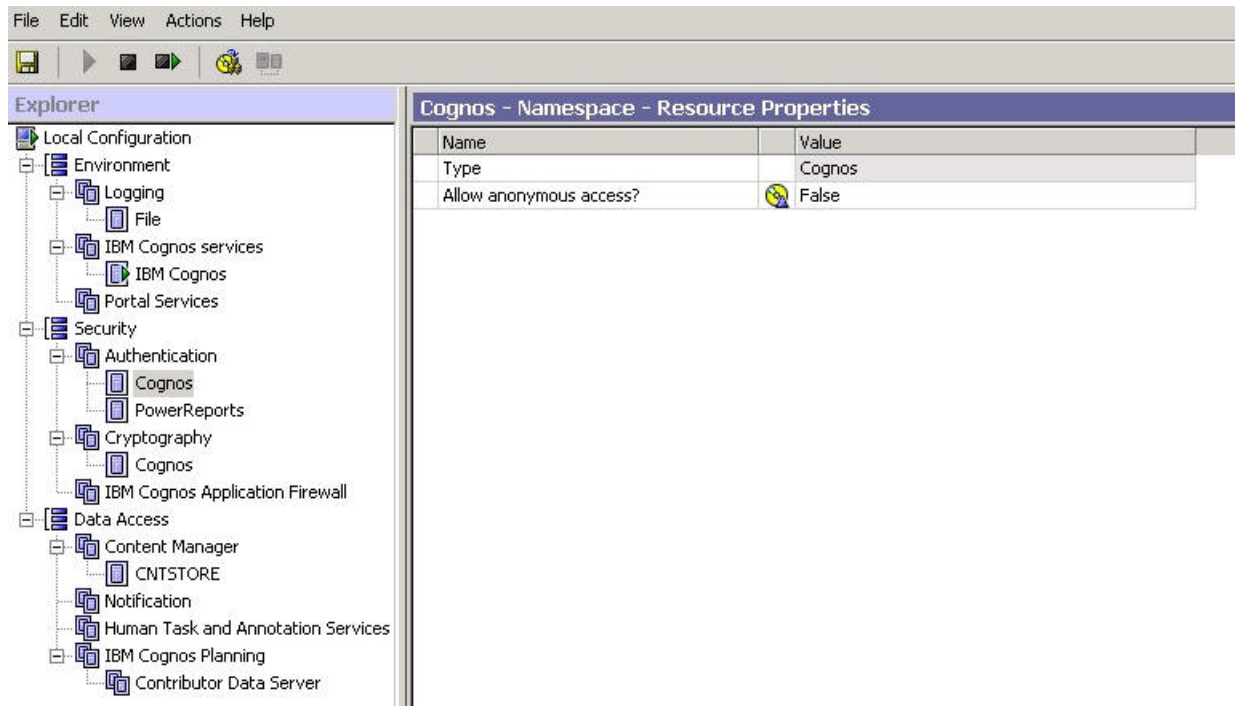 File Edit View Actions Help
Explorer
Local Configuration
Environment
Logging
File
IBM Cognos services
IBM Cognos
Portal Services
Security
Authentication
Cognos
PowerReports
Cryptography
Cognos
IBM Cognos Application Firewall
Data Access
Content Manager
CNTSTORE
Notification
Human Task and Annotation Services
IBM Cognos Planning
Contributor Data Server
Cognos - Namespace - Resource Properties
Name Value
Type Cognos
Allow anonymous access? False